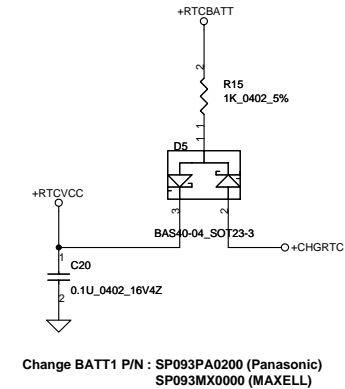 +RTCBATT
2
R15
1K_0402_5%
1
1
D5
+RTCVCC
3
2
BAS40-04_SOT23-3
+CHGRTC
1
C20
0.1U_0402_16V4Z
2
Change BATT1 P/N : SP093PA0200 (Panasonic)
SP093MX0000 (MAXELL)